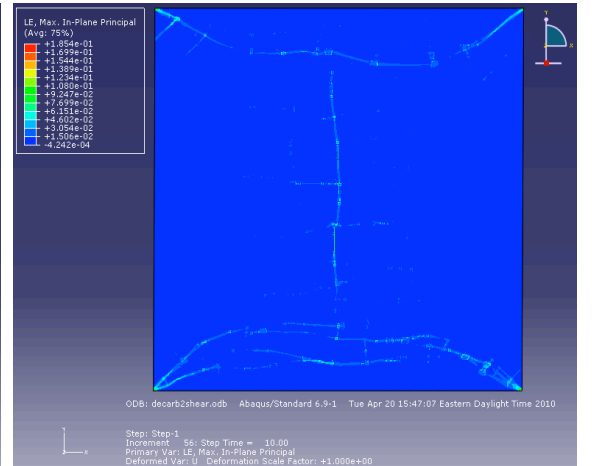 LE, Max. In-Plane Principal
(Avg: 75%)
+1.854e-01
+1.699e-01
+1.544e-01
+1.389e-01
+1.234e-01
+1.080e-01
+9.247e-02
+7.699e-02
+6.151e-02
+4.602e-02
+3.054e-02
+1.506e-02
-4.242e-04
Y
X
ODB: decarb2shear.odb Abaqus/Standard 6.9-1 Tue Apr 20 15:47:07 Eastern Daylight Time 2010
Y
X
Step: Step-1
Increment 56: Step Time = 10.00
Primary Var: LE, Max. In-Plane Principal
Deformed Var: U Deformation Scale Factor: +1.000e+00